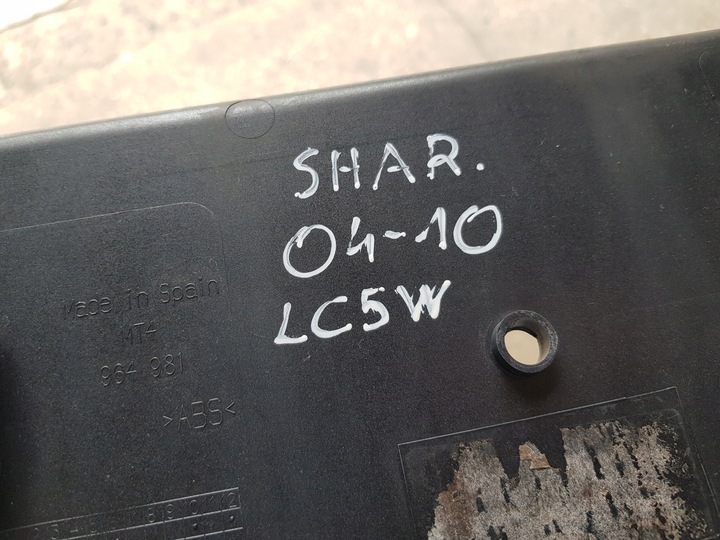 SHAR.
04-10
LC5W
Made in Spain
MT4
964 981
>ABS<